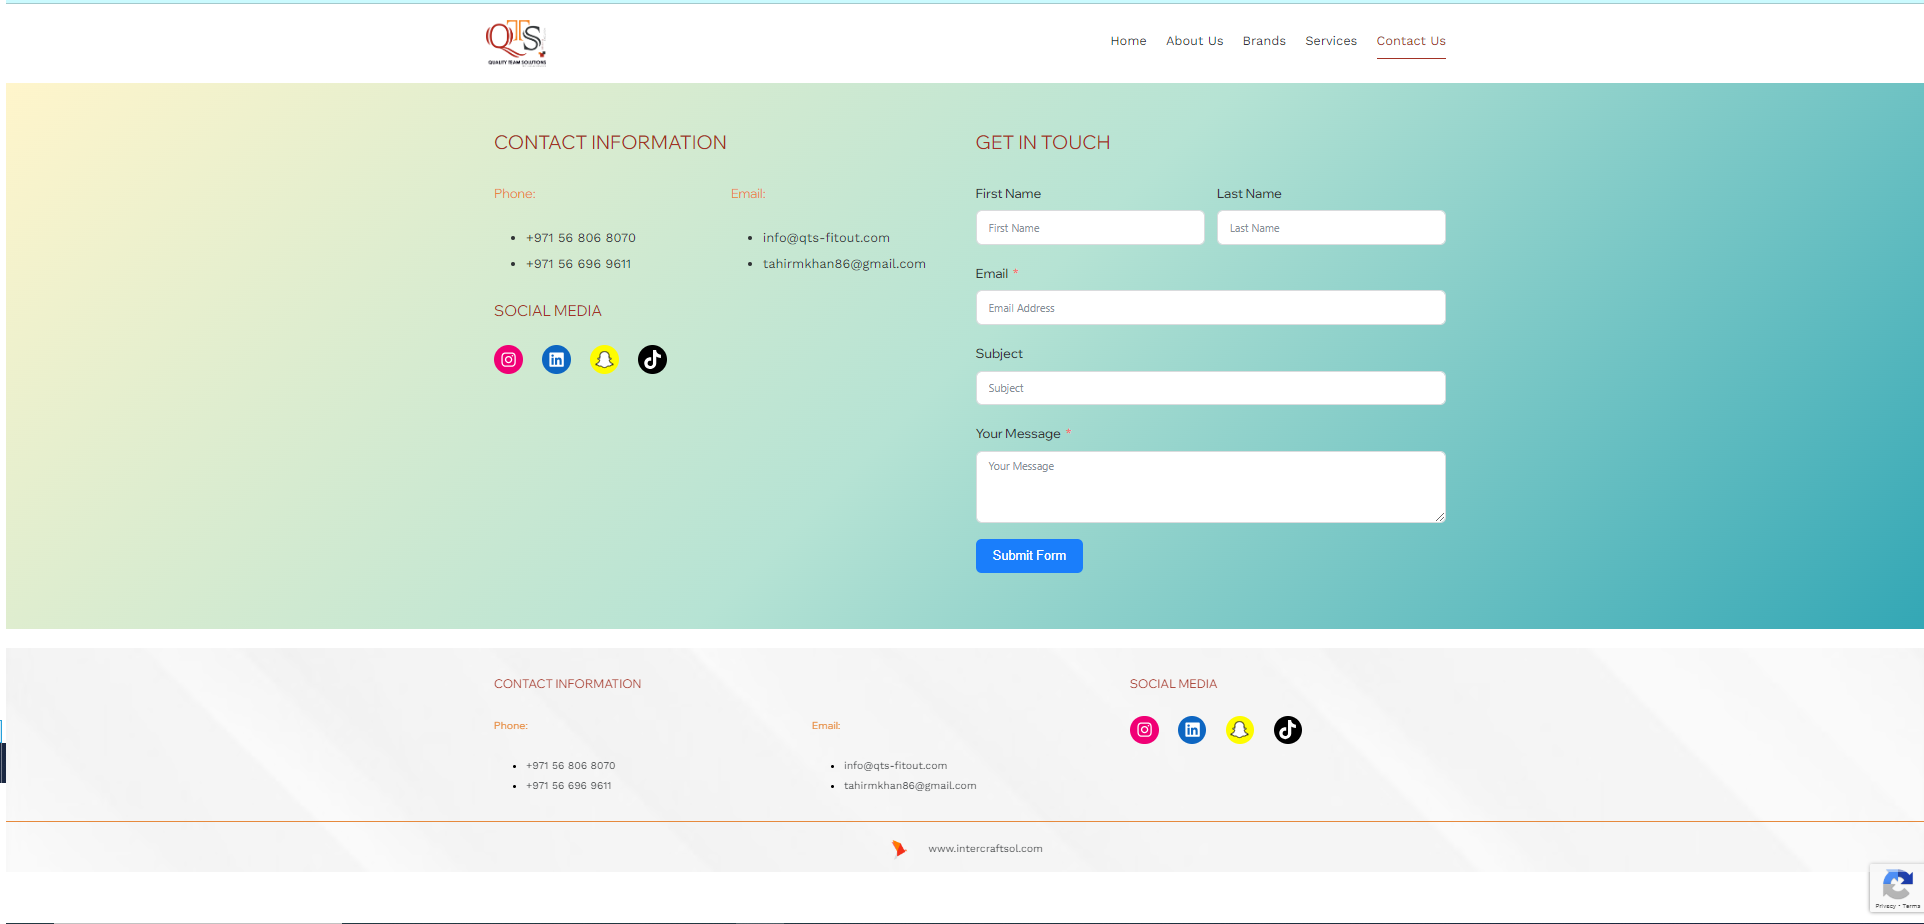 QTS
QUALITY TEAM SOLUTIONS
Home
About Us
Brands
Services
Contact Us
CONTACT INFORMATION
Phone:
+971 56 806 8070
+971 56 696 9611
Email:
info@qts-fitout.com
tahirmkhan86@gmail.com
SOCIAL MEDIA
in
GET IN TOUCH
First Name
Last Name
First Name
Last Name
Email *
Email Address
Subject
Subject
Your Message *
Your Message
Submit Form
CONTACT INFORMATION
Phone:
+971 56 806 8070
+971 56 696 9611
Email:
info@qts-fitout.com
tahirmkhan86@gmail.com
SOCIAL MEDIA
in
www.intercraftsol.com
Privacy - Terms